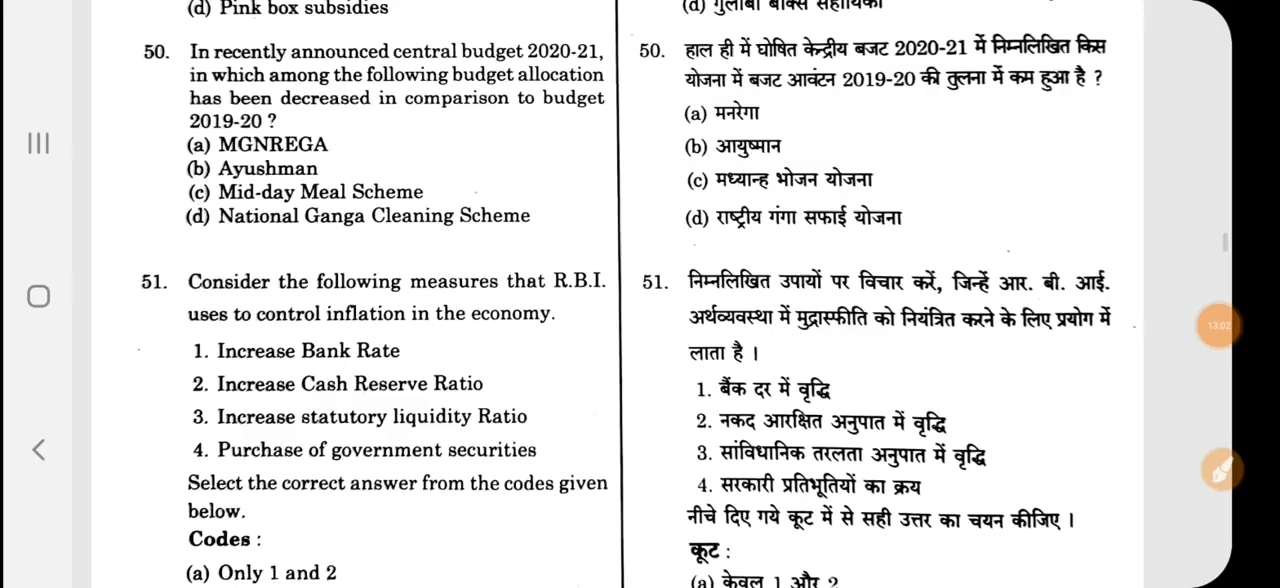 (d) Pink box subsidies
50. In recently announced central budget 2020-21,
in which among the following budget allocation
has been decreased in comparison to budget
2019-20 ?
(a) MGNREGA
(b) Ayushman
(c) Mid-day Meal Scheme
(d) National Ganga Cleaning Scheme
51. Consider the following measures that R.B.I.
uses to control inflation in the economy.
1. Increase Bank Rate
2. Increase Cash Reserve Ratio
3. Increase statutory liquidity Ratio
4. Purchase of government securities
Select the correct answer from the codes given
below.
Codes :
(a) Only 1 and 2
(d) गुलाबी बाक्स सहायिकी
50. हाल ही में घोषित केन्द्रीय बजट 2020-21 में निम्नलिखित किस
योजना में बजट आवंटन 2019-20 की तुलना में कम हुआ है ?
(a) मनरेगा
(b) आयुष्मान
(c) मध्यान्ह भोजन योजना
(d) राष्ट्रीय गंगा सफाई योजना
51. निम्नलिखित उपायों पर विचार करें, जिन्हें आर. बी. आई.
अर्थव्यवस्था में मुद्रास्फीति को नियंत्रित करने के लिए प्रयोग में
लाता है ।
1. बैंक दर में वृद्धि
2. नकद आरक्षित अनुपात में वृद्धि
3. सांविधानिक तरलता अनुपात में वृद्धि
4. सरकारी प्रतिभूतियों का क्रय
नीचे दिए गये कूट में से सही उत्तर का चयन कीजिए ।
कूट :
(a) केवल 1 और 2
13:02